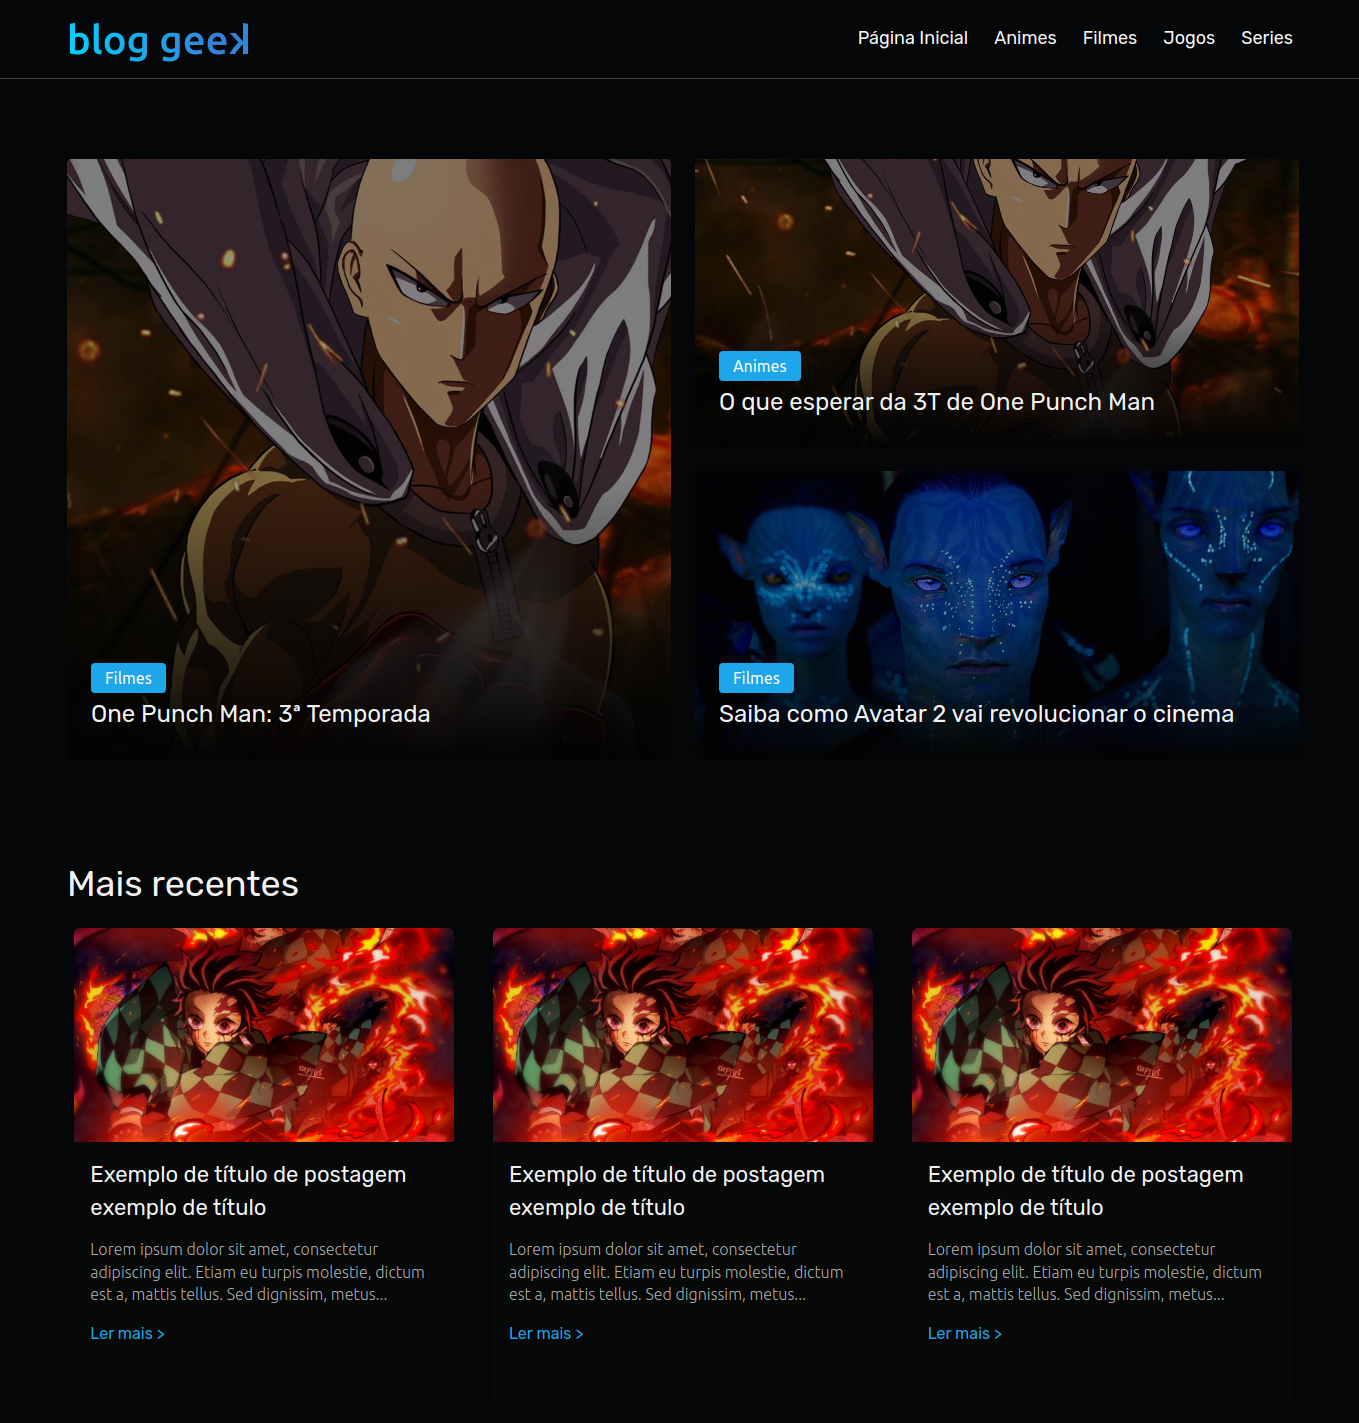 blog geek
Página Inicial Animes Filmes Jogos Series
Filmes
One Punch Man: 3ª Temporada
Animes
O que esperar da 3T de One Punch Man
Filmes
Saiba como Avatar 2 vai revolucionar o cinema
Mais recentes
Exemplo de título de postagem
exemplo de título
Lorem ipsum dolor sit amet, consectetur
adipiscing elit. Etiam eu turpis molestie, dictum
est a, mattis tellus. Sed dignissim, metus...
Ler mais >
Exemplo de título de postagem
exemplo de título
Lorem ipsum dolor sit amet, consectetur
adipiscing elit. Etiam eu turpis molestie, dictum
est a, mattis tellus. Sed dignissim, metus...
Ler mais >
Exemplo de título de postagem
exemplo de título
Lorem ipsum dolor sit amet, consectetur
adipiscing elit. Etiam eu turpis molestie, dictum
est a, mattis tellus. Sed dignissim, metus...
Ler mais >